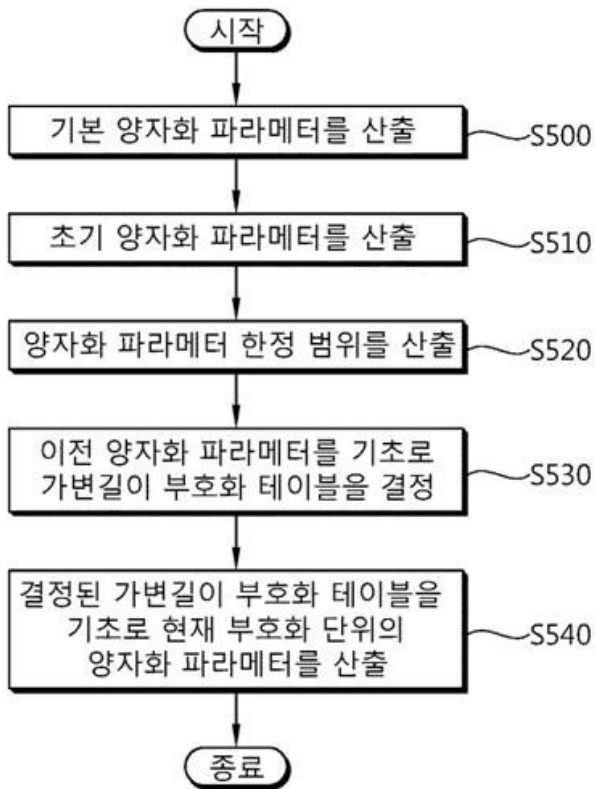 시작
기본 양자화 파라메터를 산출
S500
초기 양자화 파라메터를 산출
S510
양자화 파라메터 한정 범위를 산출
S520
이전 양자화 파라메터를 기초로
가변길이 부호화 테이블을 결정
S530
결정된 가변길이 부호화 테이블을
기초로 현재 부호화 단위의
양자화 파라메터를 산출
S540
종료